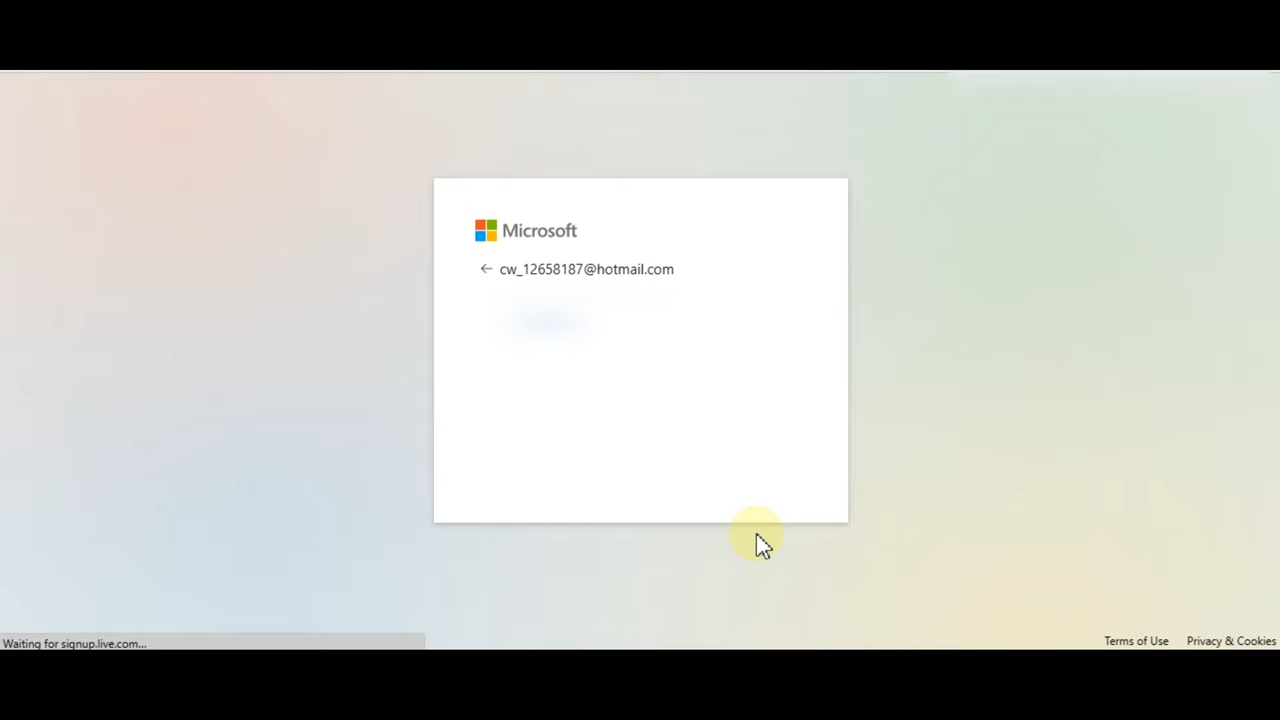 Microsoft
← cw_12658187@hotmail.com
Waiting for signup.live.com...
Terms of Use Privacy & Cookies